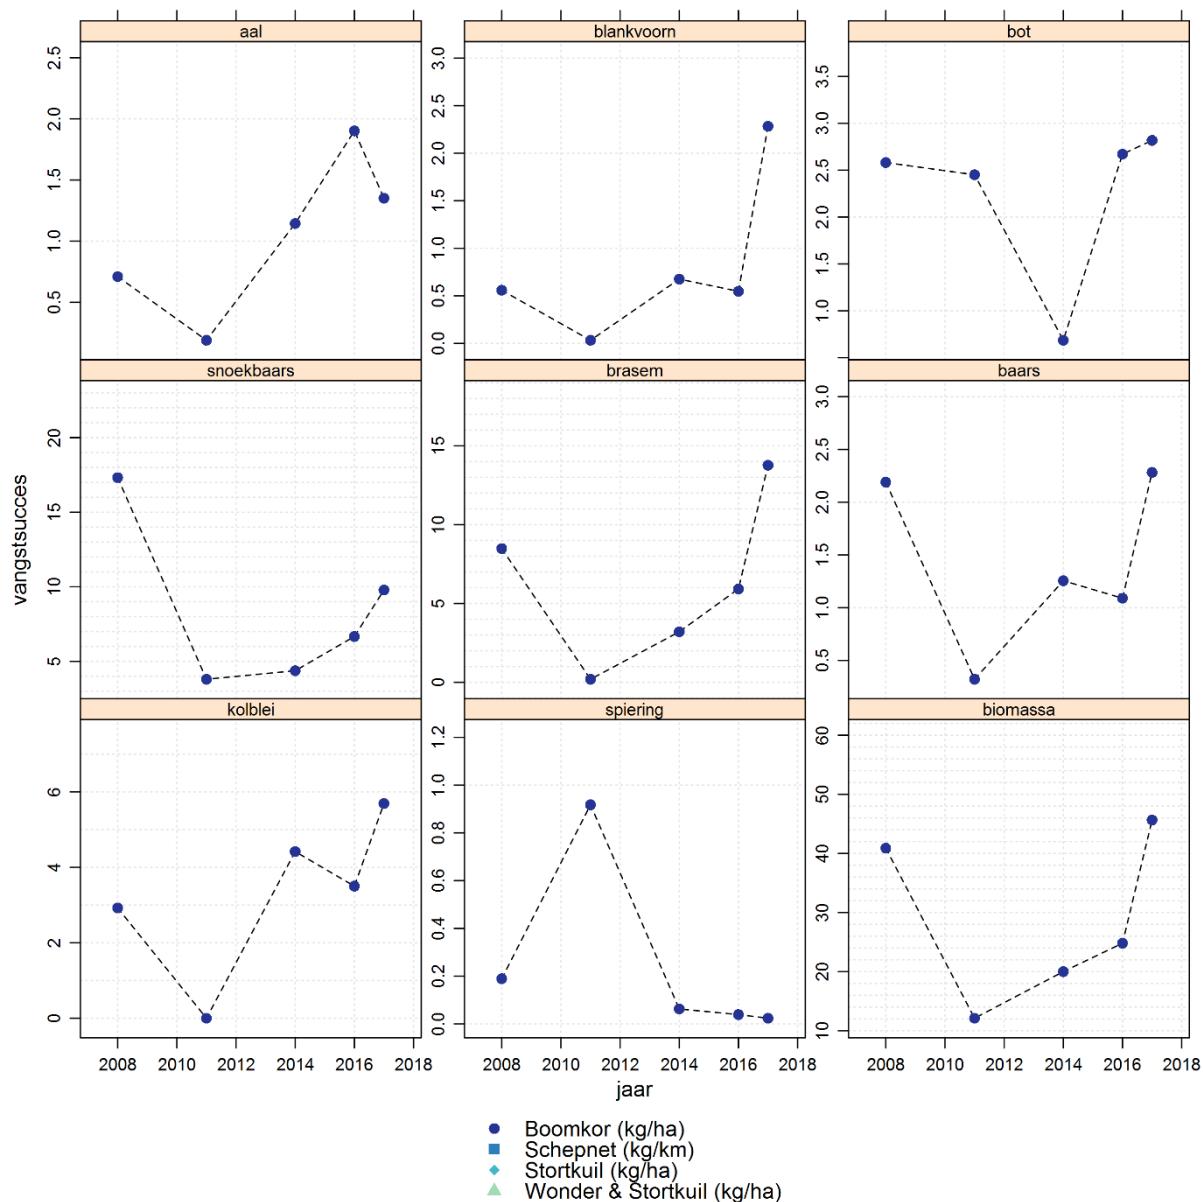 aal
blankvoorn
bot
2.5
2.0
1.5
1.0
0.5
3.0
2.5
2.0
1.5
1.0
0.5
0.0
3.5
3.0
2.5
2.0
1.5
1.0
snoekbaars
brasem
baars
20
15
10
5
15
10
5
0
3.0
2.5
2.0
1.5
1.0
0.5
kolblei
spiering
biomassa
6
4
2
0
1.2
1.0
0.8
0.6
0.4
0.2
0.0
60
50
40
30
20
10
vangstsucces
2008 2010 2012 2014 2016 2018
2008 2010 2012 2014 2016 2018
2008 2010 2012 2014 2016 2018
jaar
Boomkor (kg/ha)
Schepnet (kg/km)
Stortkuil (kg/ha)
Wonder & Stortkuil (kg/ha)